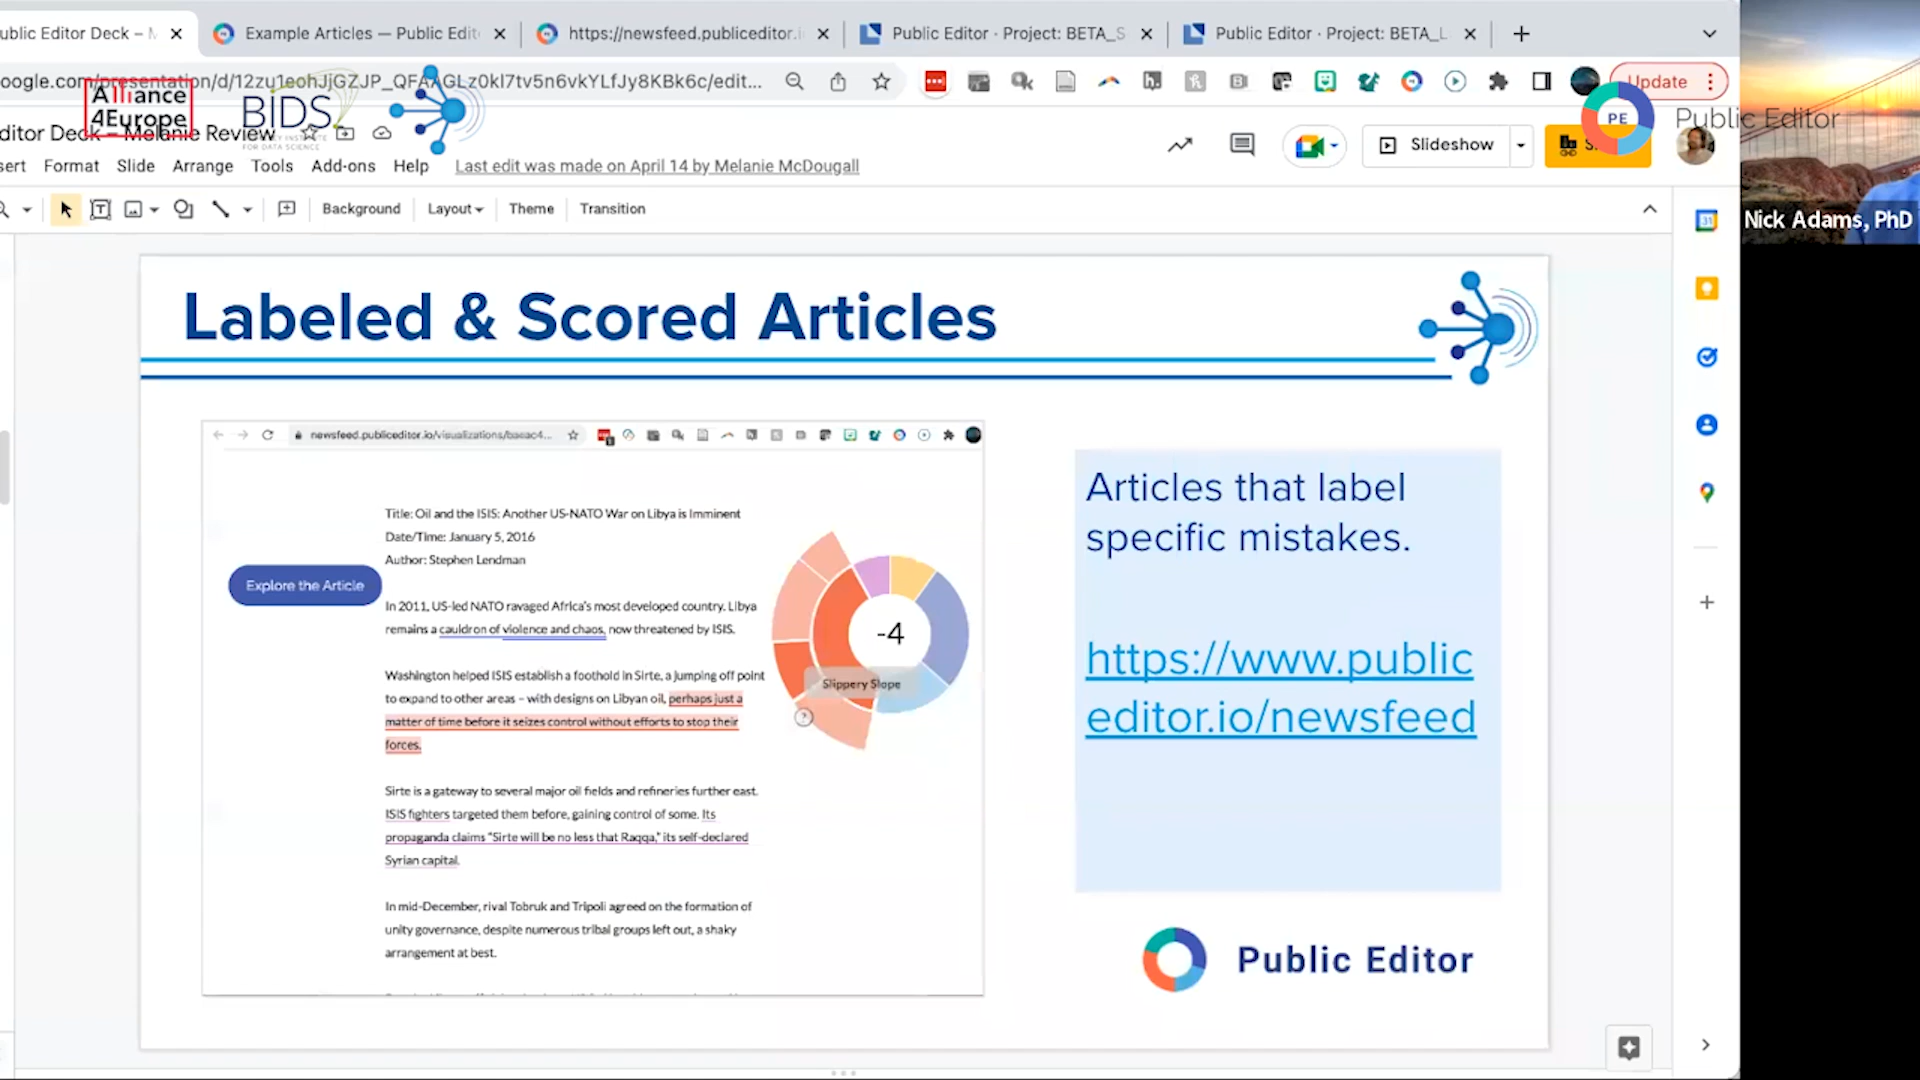 ublic Editor Deck – M
Example Articles — Public Edit
https://newsfeed.publiceditor.i
Public Editor · Project: BETA_S
Public Editor · Project: BETA_L
oogle.com/presentation/d/12zu1eohJjGZJP_QFAAGLz0kI7tv5n6vkYLfJy8KBk6c/edit...
Update
Alliance
4Europe
BIDS
FOR DATA SCIENCE
PE
Public Editor
ditor Deck – Melanie Review
Slideshow
sert
Format
Slide
Arrange
Tools
Add-ons
Help
Last edit was made on April 14 by Melanie McDougall
Background
Layout
Theme
Transition
31
Nick Adams, PhD
Labeled & Scored Articles
newsfeed.publiceditor.io/visualizations/baeac4...
Title: Oil and the ISIS: Another US-NATO War on Libya is Imminent
Date/Time: January 5, 2016
Author: Stephen Lendman
Explore the Article
In 2011, US-led NATO ravaged Africa's most developed country. Libya
remains a cauldron of violence and chaos, now threatened by ISIS.
Washington helped ISIS establish a foothold in Sirte, a jumping off point
to expand to other areas – with designs on Libyan oil, perhaps just a
matter of time before it seizes control without efforts to stop their
forces.
Sirte is a gateway to several major oil fields and refineries further east.
ISIS fighters targeted them before, gaining control of some. Its
propaganda claims "Sirte will be no less that Raqqa," its self-declared
Syrian capital.
In mid-December, rival Tobruk and Tripoli agreed on the formation of
unity governance, despite numerous tribal groups left out, a shaky
arrangement at best.
-4
Slippery Slope
?
Articles that label
specific mistakes.
https://www.public
editor.io/newsfeed
Public Editor